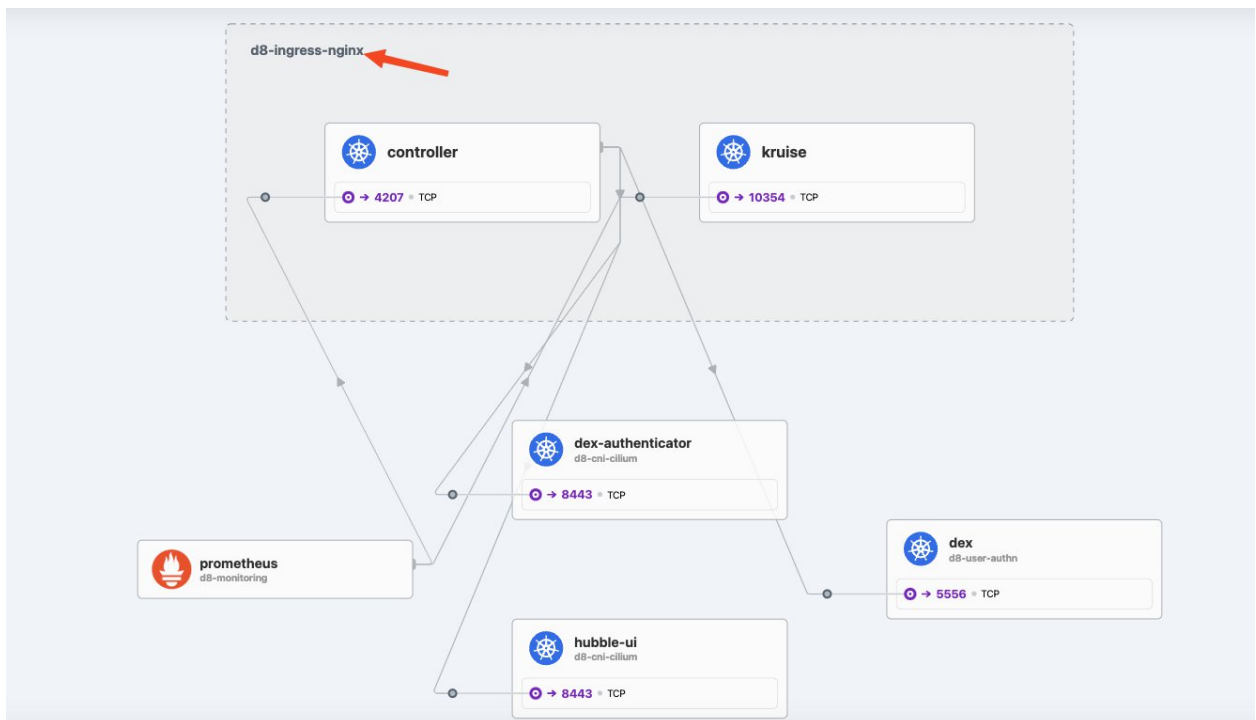 d8-ingress-nginx
controller
→ 4207 • TCP
kruise
→ 10354 • TCP
dex-authenticator
d8-cni-cilium
→ 8443 • TCP
prometheus
d8-monitoring
dex
d8-user-authn
→ 5556 • TCP
hubble-ui
d8-cni-cilium
→ 8443 • TCP